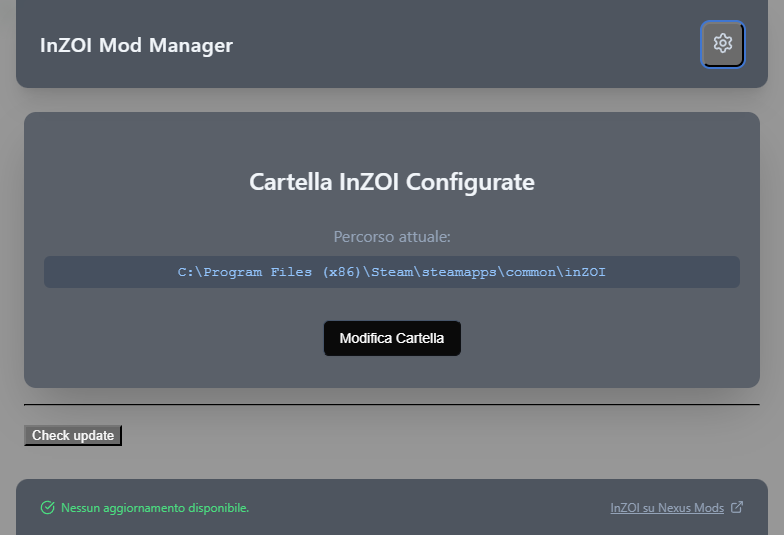 InZOI Mod Manager
Cartella InZOI Configurate
Percorso attuale:
C:\Program Files (x86)\Steam\steamapps\common\inZOI
Modifica Cartella
Check update
Nessun aggiornamento disponibile.
InZOI su Nexus Mods